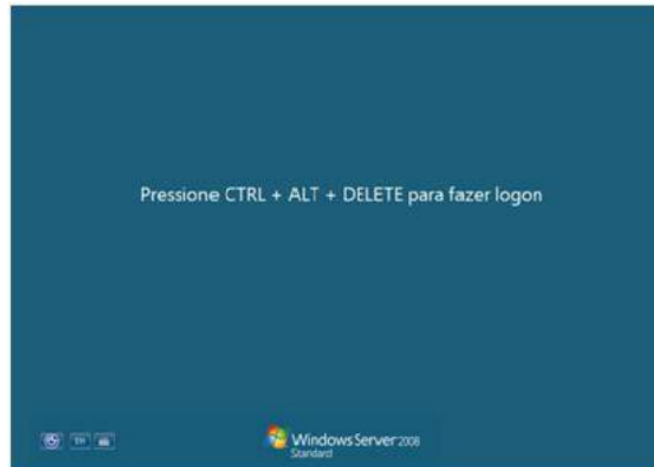 Pressione CTRL + ALT + DELETE para fazer logon
Windows Server 2008
Standard